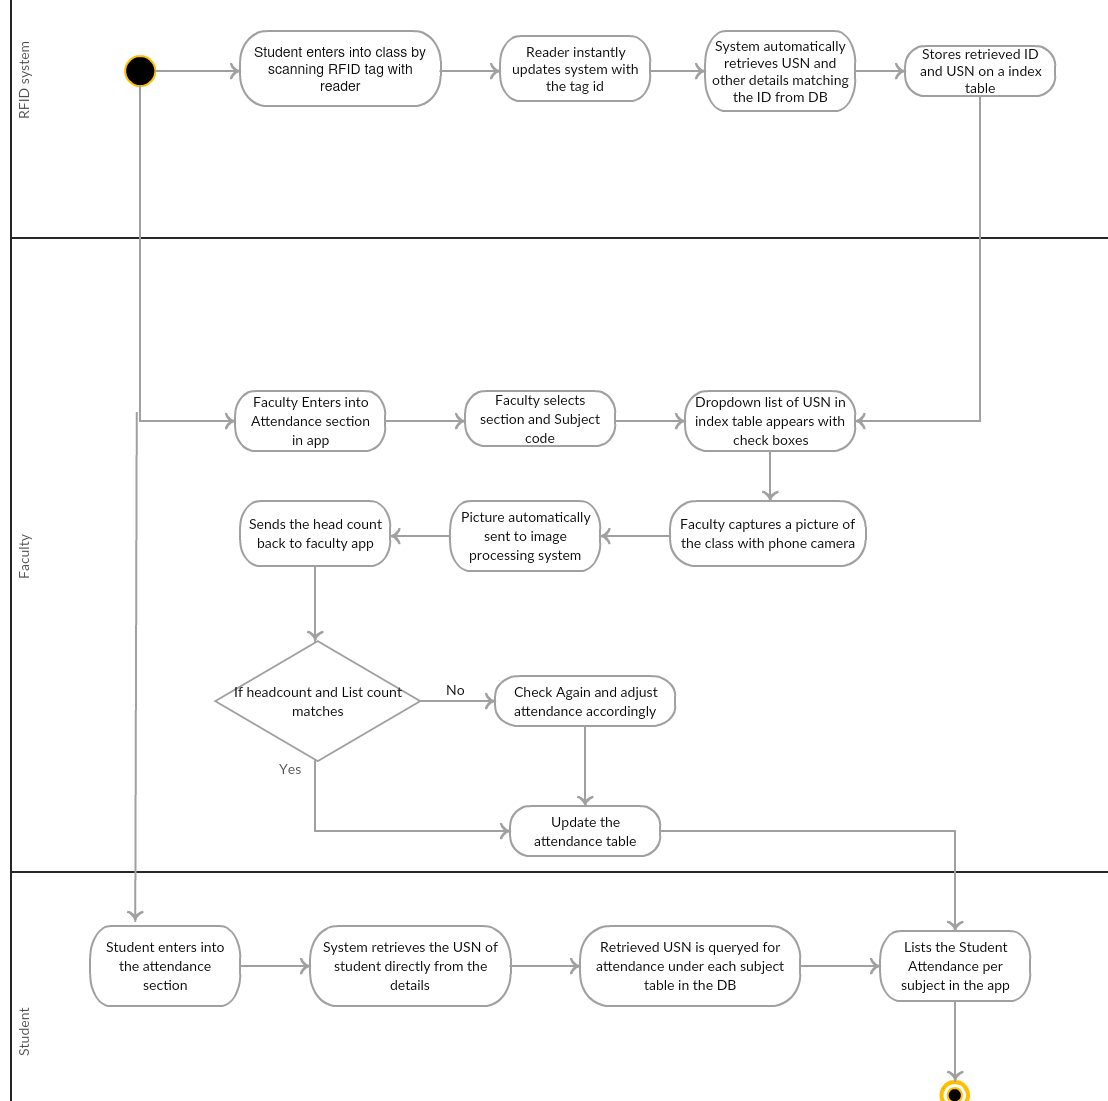 RFID system
Student enters into class by
scanning RFID tag with
reader
Reader instantly
updates system with
the tag id
System automatically
retrieves USN and
other details matching
the ID from DB
Stores retrieved ID
and USN on a index
table
Faculty
Faculty Enters into
Attendance section
in app
Faculty selects
section and Subject
code
Dropdown list of USN in
index table appears with
check boxes
Sends the head count
back to faculty app
Picture automatically
sent to image
processing system
Faculty captures a picture of
the class with phone camera
If headcount and List count
matches
No
Check Again and adjust
attendance accordingly
Yes
Update the
attendance table
Student
Student enters into
the attendance
section
System retrieves the USN of
student directly from the
details
Retrieved USN is queryed for
attendance under each subject
table in the DB
Lists the Student
Attendance per
subject in the app